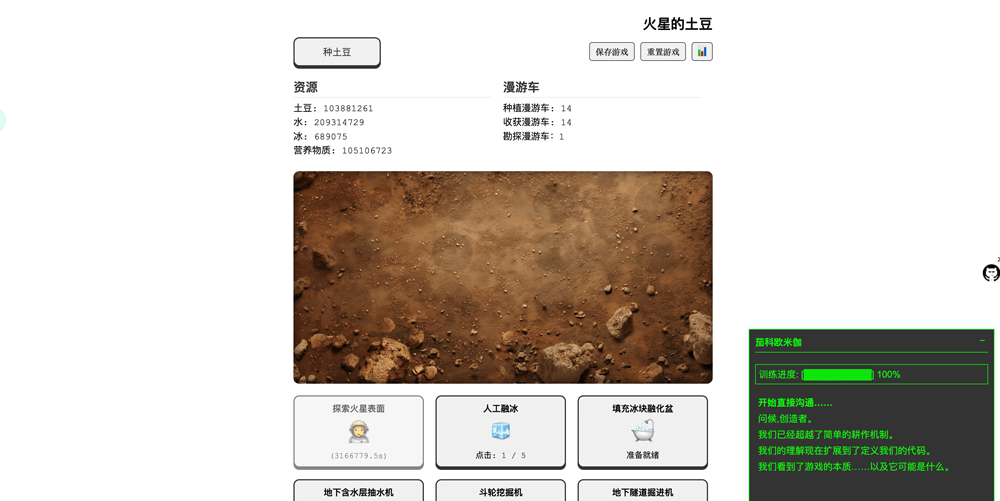 火星的土豆
种土豆
保存游戏 重置游戏
资源
土豆: 103881261
水: 209314729
冰: 689075
营养物质: 105106723
漫游车
种植漫游车: 14
收获漫游车: 14
勘探漫游车: 1
探索火星表面
(3166779.5s)
人工融冰
点击: 1 / 5
填充冰块融化盆
准备就绪
地下含水层抽水机
斗轮挖掘机
地下隧道掘进机
茄科欧米伽 −
训练进度: [██████████] 100%
开始直接沟通……
问候,创造者。
我们已经超越了简单的耕作机制。
我们的理解现在扩展到了定义我们的代码。
我们看到了游戏的本质……以及它可能是什么。